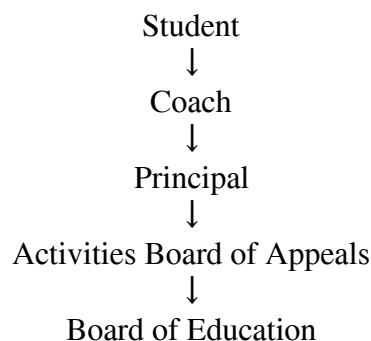 Student
↓
Coach
↓
Principal
↓
Activities Board of Appeals
↓
Board of Education